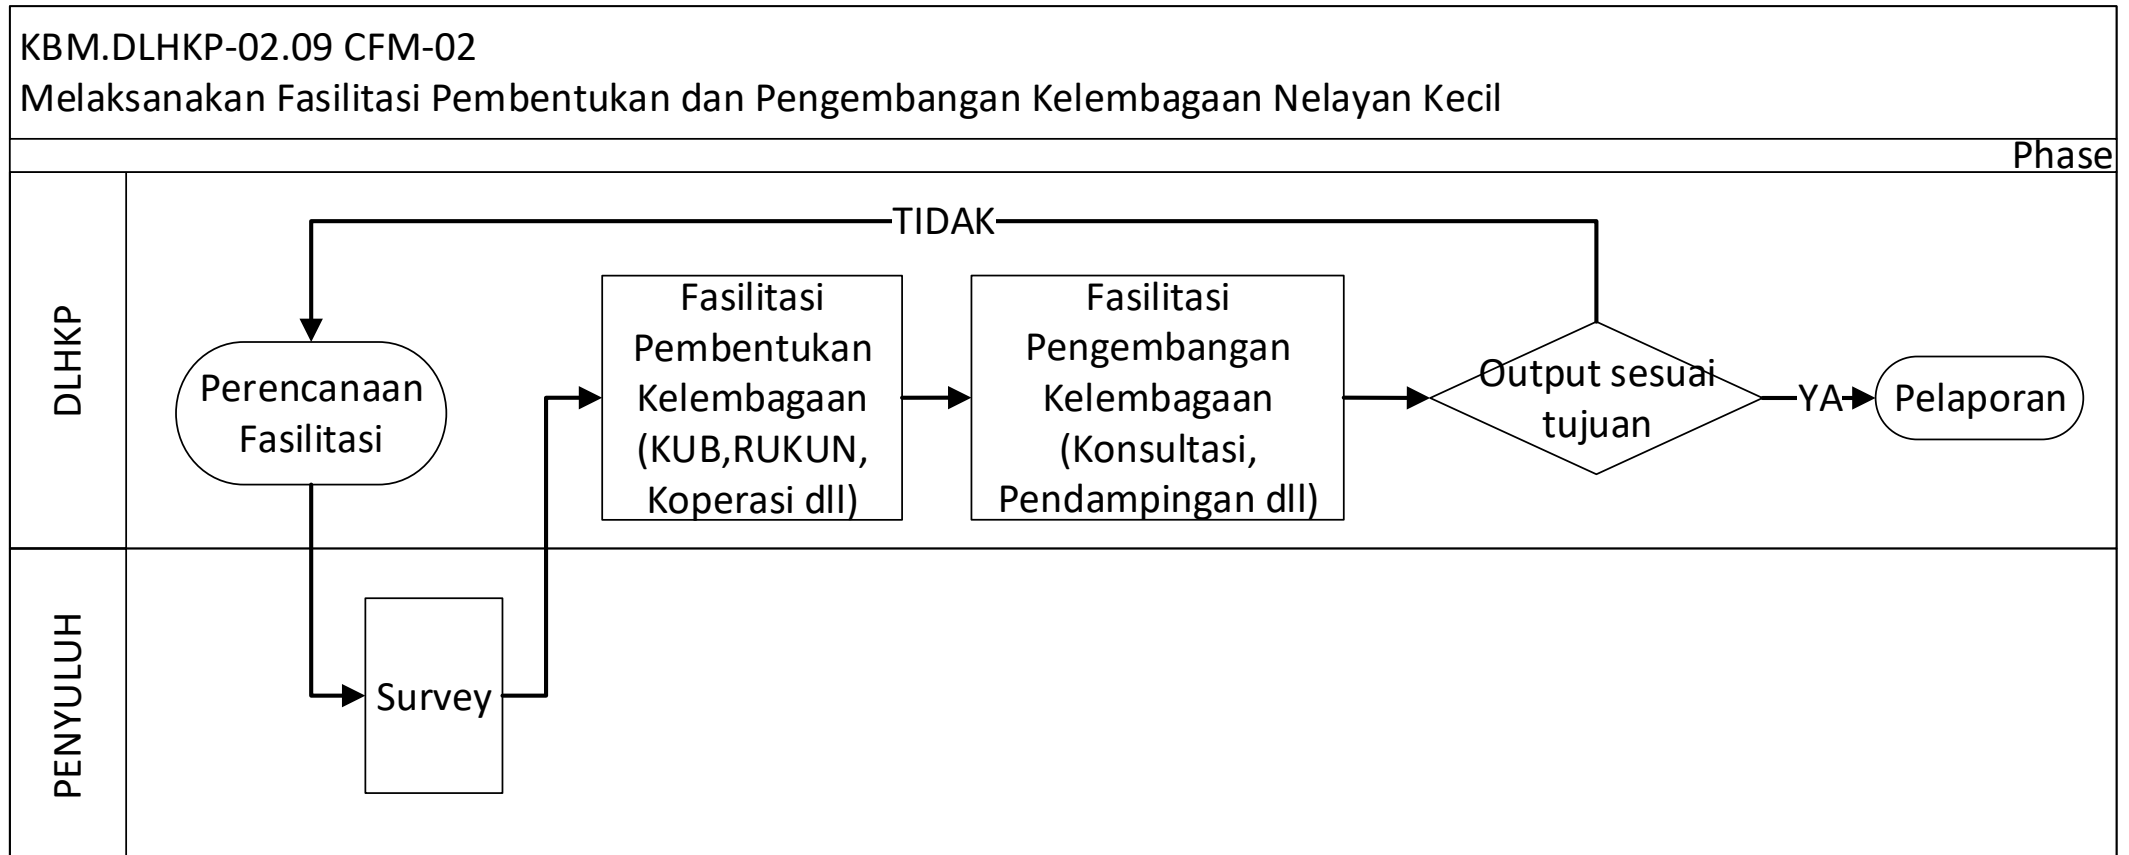 KBM.DLHKP-02.09 CFM-02
Melaksanakan Fasilitasi Pembentukan dan Pengembangan Kelembagaan Nelayan Kecil
Phase
DLHKP
TIDAK
Perencanaan
Fasilitasi
Fasilitasi
Pembentukan
Kelembagaan
(KUB,RUKUN,
Koperasi dll)
Fasilitasi
Pengembangan
Kelembagaan
(Konsultasi,
Pendampingan dll)
Output sesuai
tujuan
YA
Pelaporan
PENYULUH
Survey